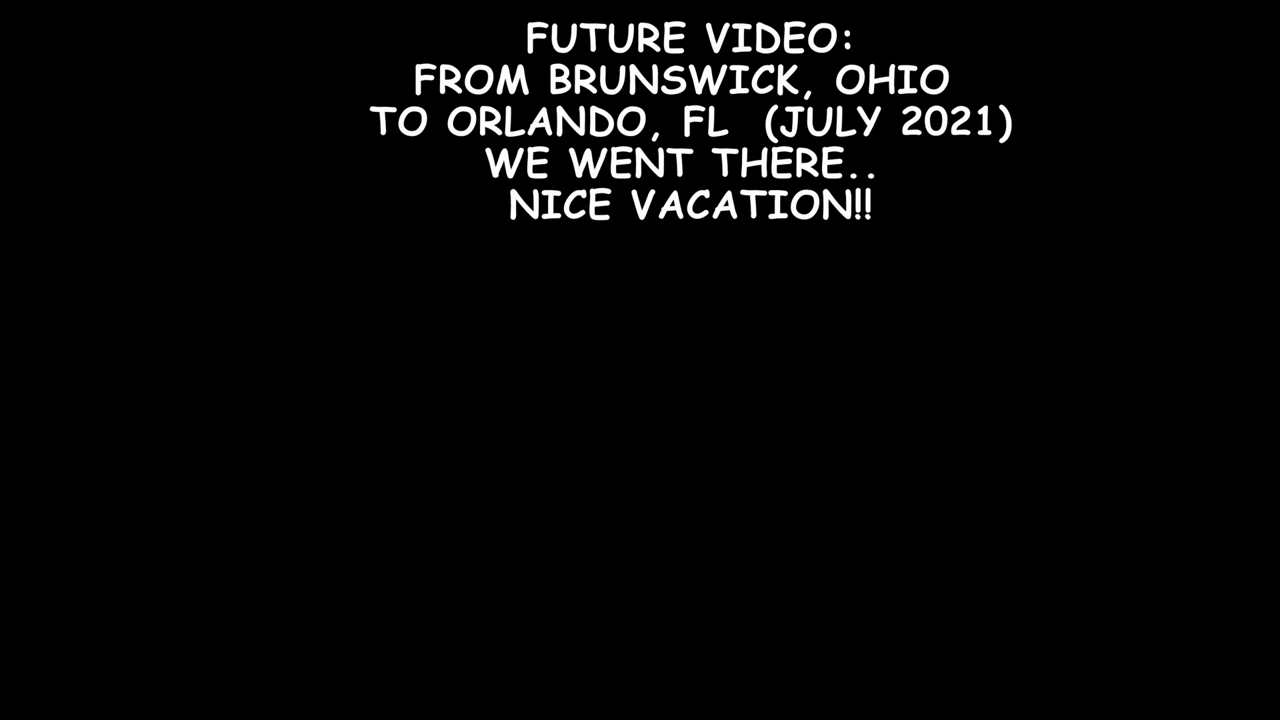 FUTURE VIDEO:
FROM BRUNSWICK, OHIO
TO ORLANDO, FL (JULY 2021)
WE WENT THERE..
NICE VACATION!!